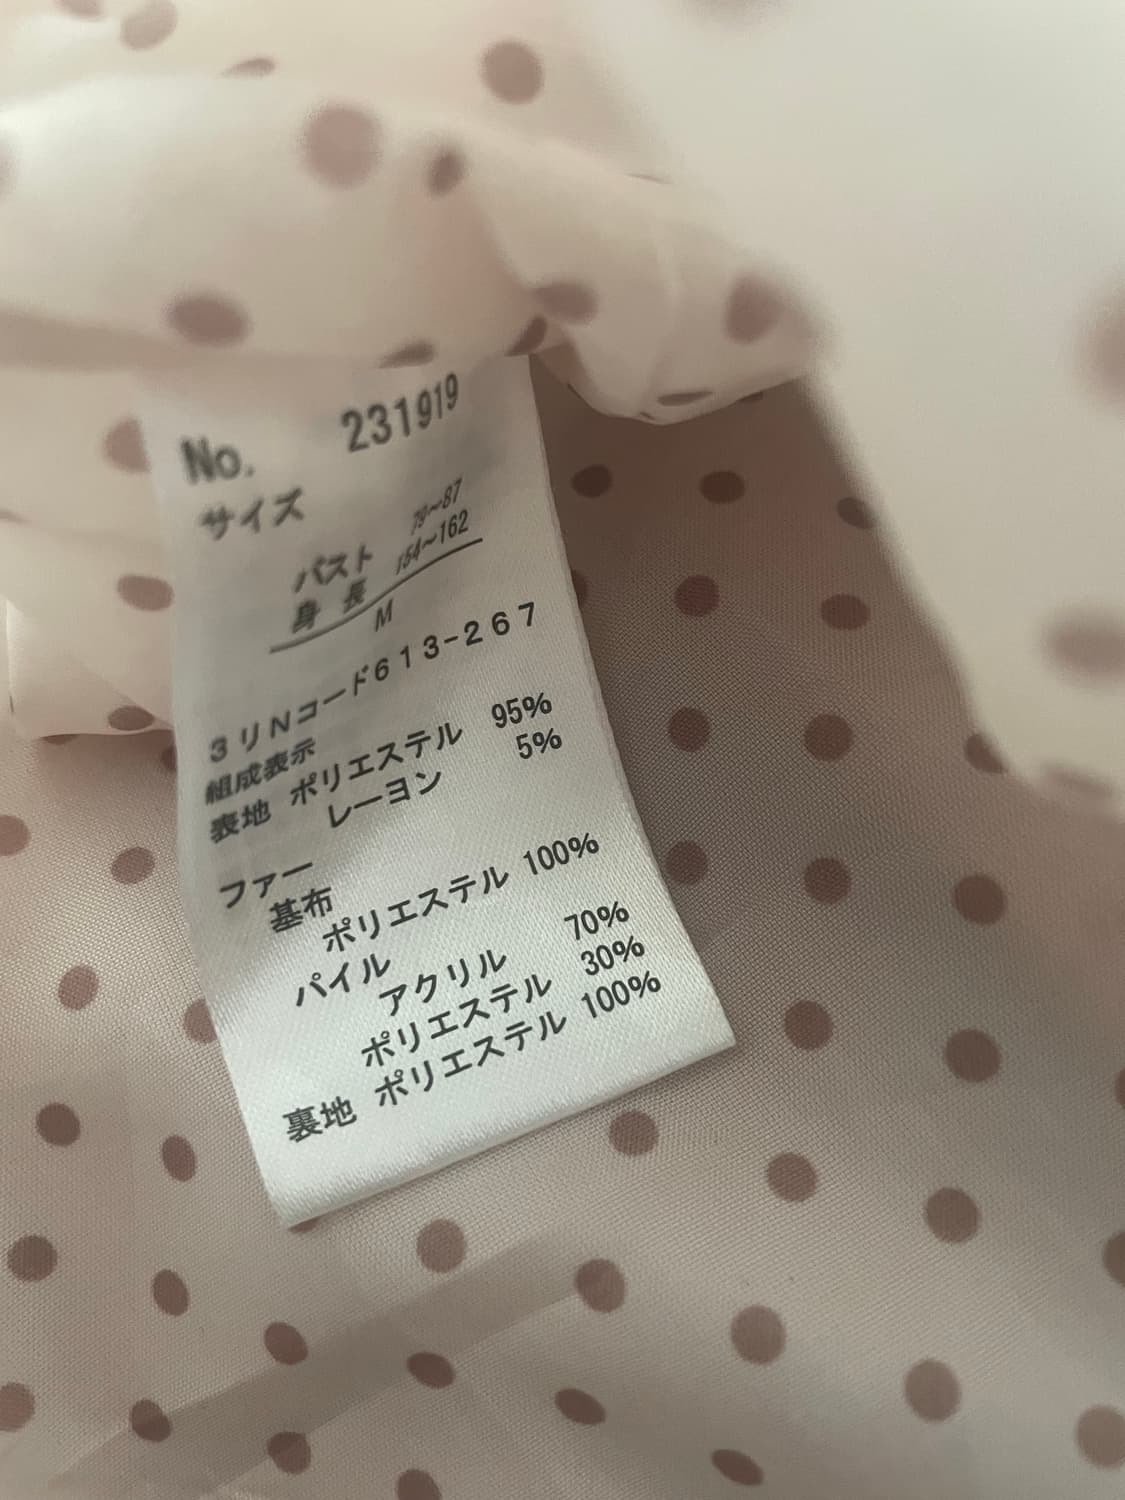 No. 231919
サイズ
バスト 79~87
身 長 154~162
M
3リNコード613-267
組成表示
表地 ポリエステル 95%
レーヨン 5%
ファー
基布
ポリエステル 100%
パイル
アクリル 70%
ポリエステル 30%
裏地 ポリエステル 100%